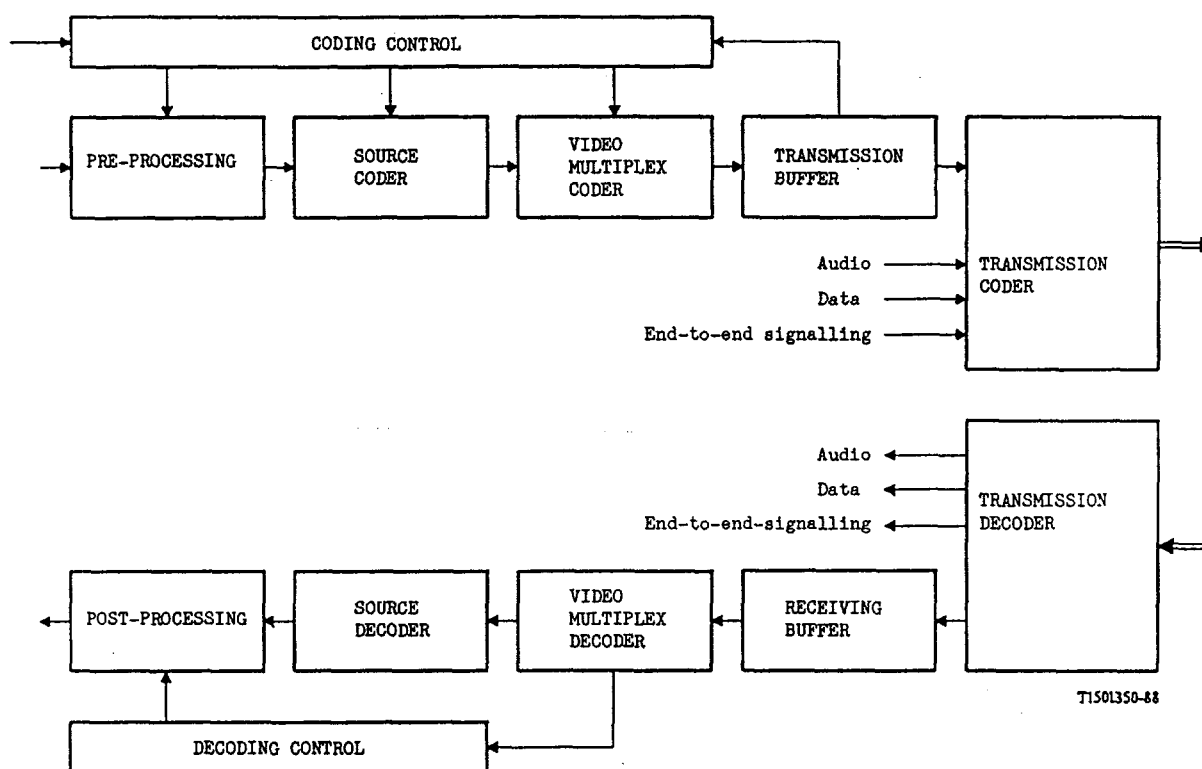 CODING CONTROL
PRE-PROCESSING
SOURCE
CODER
VIDEO
MULTIPLEX
CODER
TRANSMISSION
BUFFER
Audio
Data
End-to-end signalling
TRANSMISSION
CODER
Audio
Data
End-to-end-signalling
TRANSMISSION
DECODER
POST-PROCESSING
SOURCE
DECODER
VIDEO
MULTIPLEX
DECODER
RECEIVING
BUFFER
T1501350-88
DECODING CONTROL